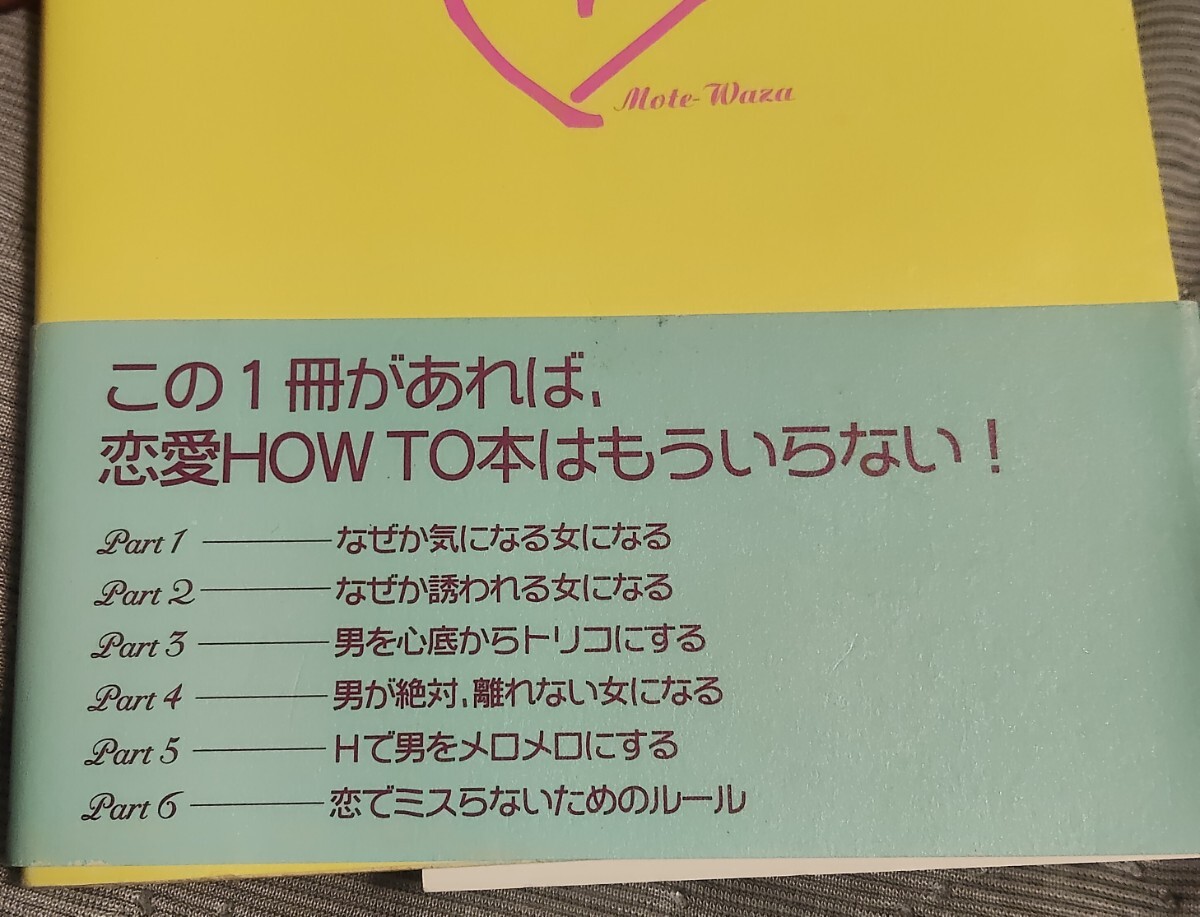 Mote-Waza
この1冊があれば、
恋愛HOW TO本はもういらない！
Part 1 ―― なぜか気になる女になる
Part 2 ―― なぜか誘われる女になる
Part 3 ―― 男を心底からトリコにする
Part 4 ―― 男が絶対、離れない女になる
Part 5 ―― Hで男をメロメロにする
Part 6 ―― 恋でミスらないためのルール